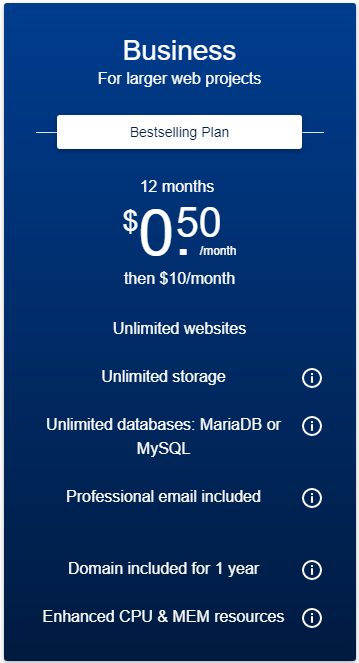 Business
For larger web projects
Bestselling Plan
12 months
$0.50
/month
then $10/month
Unlimited websites
Unlimited storage
Unlimited databases: MariaDB or
MySQL
Professional email included
Domain included for 1 year
Enhanced CPU & MEM resources